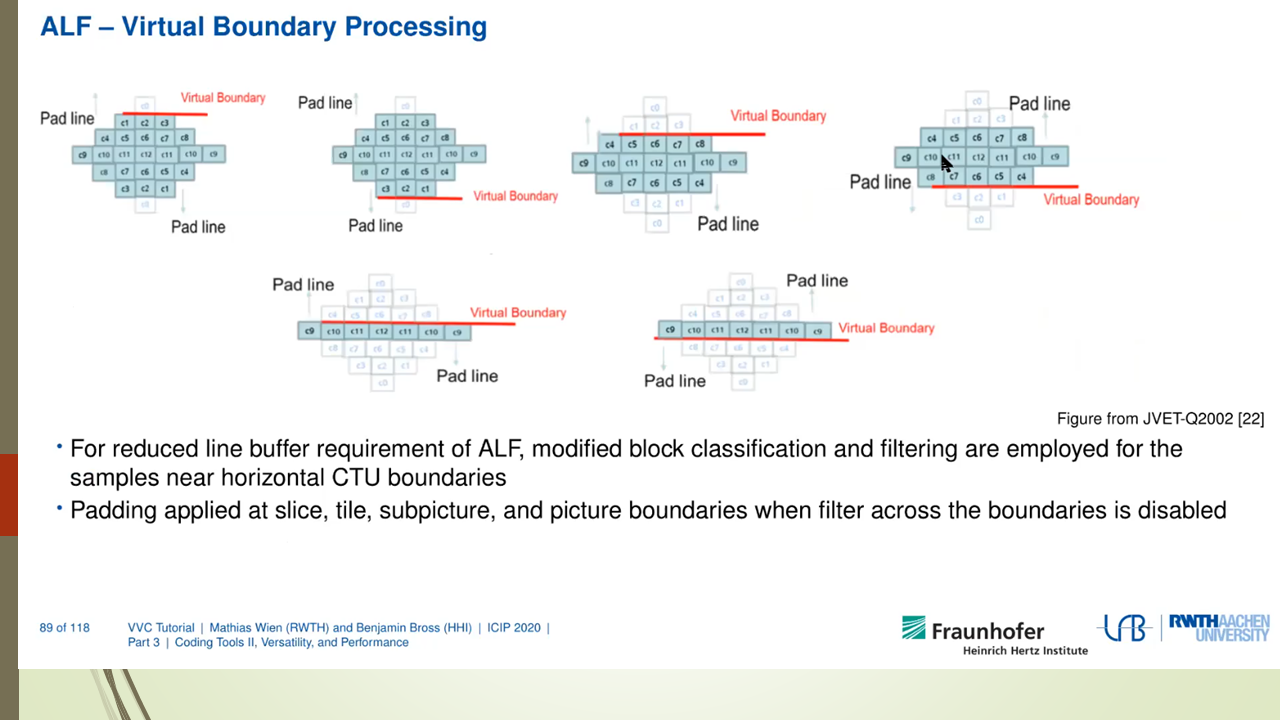 ALF – Virtual Boundary Processing
Pad line
c0
Virtual Boundary
c1 c2 c3
c4 c5 c6 c7 c8
c9 c10 c11 c12 c11 c10 c9
c8 c7 c6 c5 c4
c3 c2 c1
c0
Pad line
Pad line
c0
c1 c2 c3
c4 c5 c6 c7 c8
c9 c10 c11 c12 c11 c10 c9
c8 c7 c6 c5 c4
c3 c2 c1
Virtual Boundary
c0
Pad line
c0
Virtual Boundary
c1 c2 c3
c4 c5 c6 c7 c8
c9 c10 c11 c12 c11 c10 c9
c8 c7 c6 c5 c4
c3 c2 c1
c0
Pad line
c0
Pad line
c1 c2 c3
c4 c5 c6 c7 c8
c9 c10 c11 c12 c11 c10 c9
Pad line
c8 c7 c6 c5 c4
c3 c2 c1
Virtual Boundary
c0
Pad line
c0
c1 c2 c3
c4 c5 c6 c7 c8
Virtual Boundary
c9 c10 c11 c12 c11 c10 c9
c8 c7 c6 c5 c4
c3 c2 c1
Pad line
c0
c0
Pad line
c1 c2 c3
c4 c5 c6 c7 c8
c9 c10 c11 c12 c11 c10 c9
Virtual Boundary
c8 c7 c6 c5 c4
c3 c2 c1
Pad line
c0
Figure from JVET-Q2002 [22]
• For reduced line buffer requirement of ALF, modified block classification and filtering are employed for the
samples near horizontal CTU boundaries
• Padding applied at slice, tile, subpicture, and picture boundaries when filter across the boundaries is disabled
89 of 118
VVC Tutorial | Mathias Wien (RWTH) and Benjamin Bross (HHI) | ICIP 2020 |
Part 3 | Coding Tools II, Versatility, and Performance
Fraunhofer
Heinrich Hertz Institute
RWTH AACHEN
UNIVERSITY